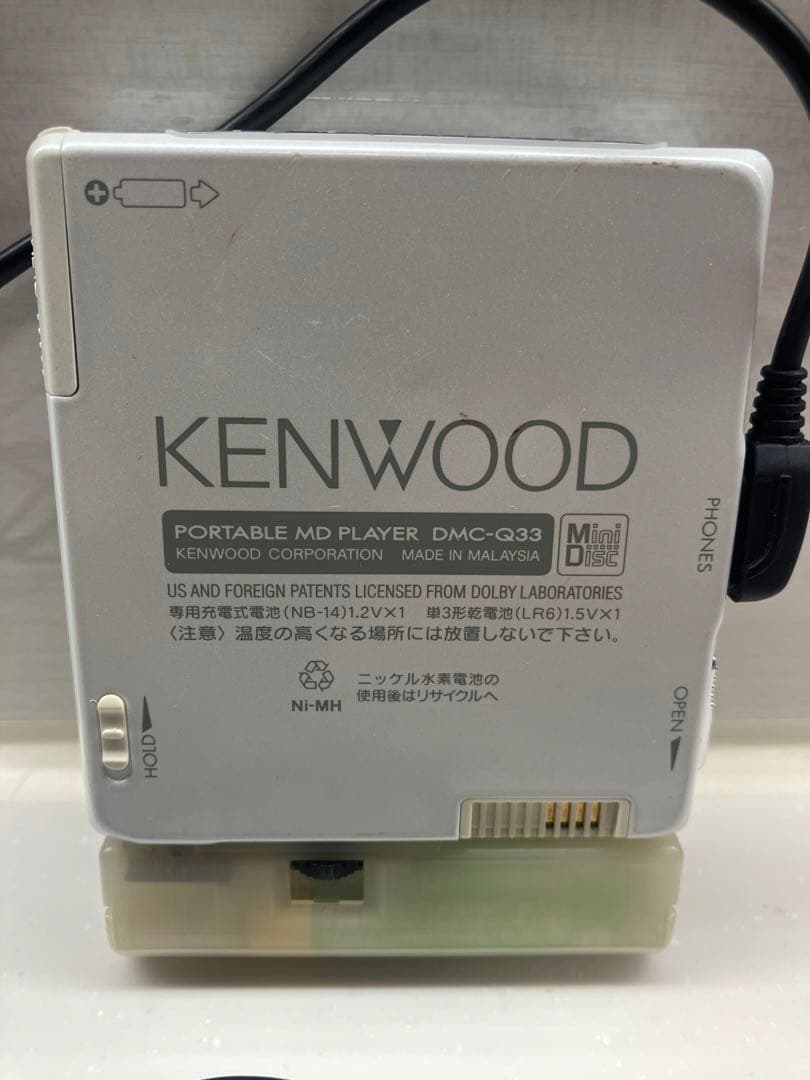 KENWOOD
PORTABLE MD PLAYER DMC-Q33
KENWOOD CORPORATION MADE IN MALAYSIA
Mini
Disc
US AND FOREIGN PATENTS LICENSED FROM DOLBY LABORATORIES
専用充電式電池(NB-14)1.2V×1 単3形乾電池(LR6)1.5V×1
〈注意〉温度の高くなる場所には放置しないで下さい。
Ni-MH
ニッケル水素電池の
使用後はリサイクルへ
PHONES
HOLD
OPEN